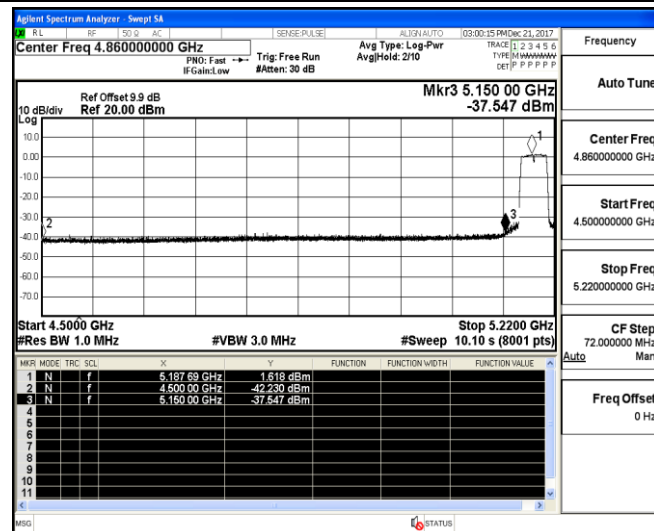 Agilent Spectrum Analyzer - Swept SA
RL RF 50 Ω AC SENSE:PULSE ALIGN AUTO 03:00:15 PM Dec 21, 2017
Center Freq 4.860000000 GHz
PNO: Fast
IFGain:Low
Trig: Free Run
#Atten: 30 dB
Avg Type: Log-Pwr
Avg|Hold: 2/10
TRACE 1 2 3 4 5 6
TYPE M W W W W W
DET P P P P P P
Ref Offset 9.9 dB
10 dB/div Ref 20.00 dBm
Log
Mkr3 5.150 00 GHz
-37.547 dBm
10.0
0.00
-10.0
-20.0
-30.0
-40.0
-50.0
-60.0
-70.0
1
2
3
Start 4.5000 GHz Stop 5.2200 GHz
#Res BW 1.0 MHz #VBW 3.0 MHz #Sweep 10.10 s (8001 pts)
MKR MODE TRC SCL X Y FUNCTION FUNCTION WIDTH FUNCTION VALUE
1 N f 5.187 69 GHz 1.618 dBm
2 N f 4.500 00 GHz -42.230 dBm
3 N f 5.150 00 GHz -37.547 dBm
4
5
6
7
8
9
10
11
MSG STATUS
Frequency
Auto Tune
Center Freq
4.860000000 GHz
Start Freq
4.500000000 GHz
Stop Freq
5.220000000 GHz
CF Step
72.000000 MHz
Auto Man
Freq Offset
0 Hz